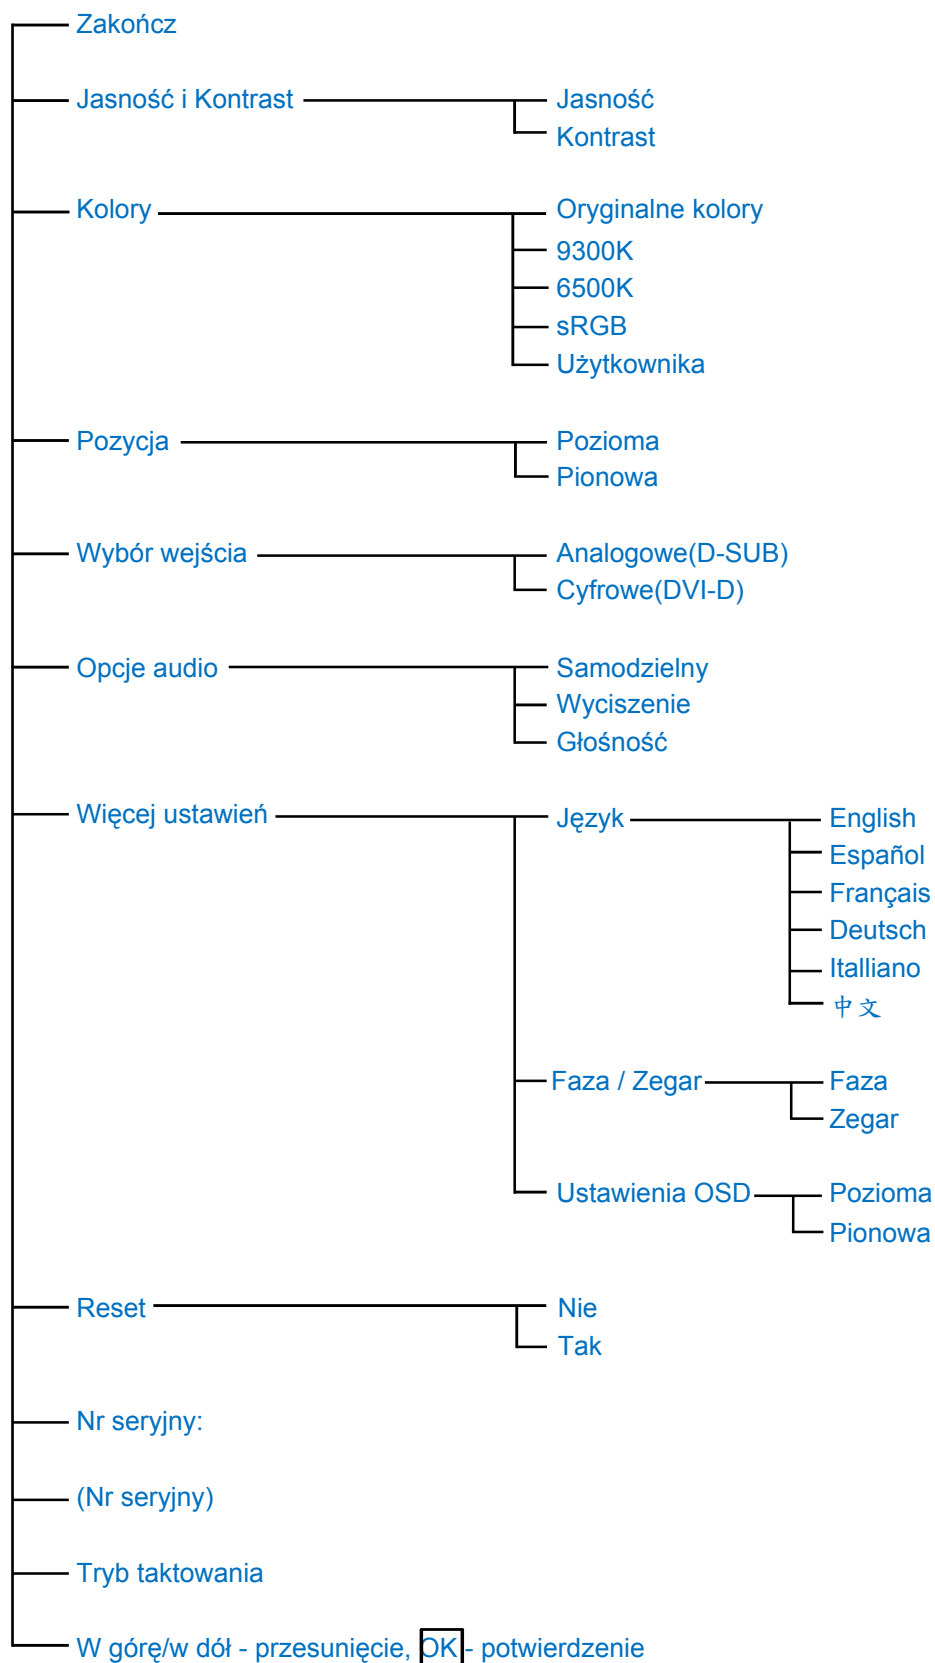 Zakończ
Jasność i Kontrast
Jasność
Kontrast
Kolory
Oryginalne kolory
9300K
6500K
sRGB
Użytkownika
Pozycja
Pozioma
Pionowa
Wybór wejścia
Analogowe(D-SUB)
Cyfrowe(DVI-D)
Opcje audio
Samodzielny
Wyciszenie
Głośność
Więcej ustawień
Język
English
Español
Français
Deutsch
Italliano
中文
Faza / Zegar
Faza
Zegar
Ustawienia OSD
Pozioma
Pionowa
Reset
Nie
Tak
Nr seryjny:
(Nr seryjny)
Tryb taktowania
W górę/w dół - przesunięcie, OK - potwierdzenie